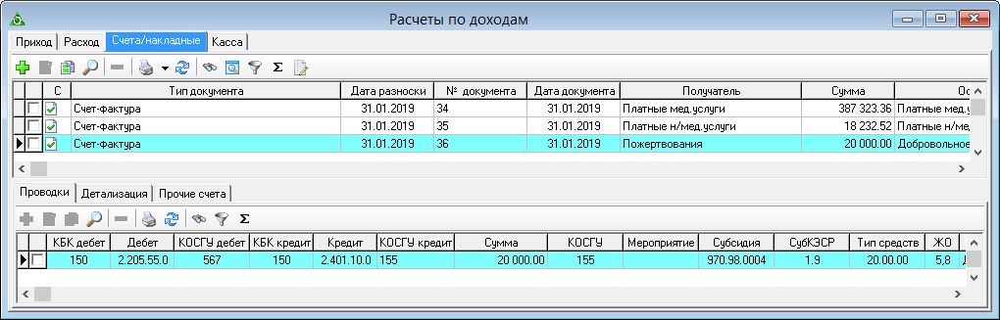 Расчеты по доходам
Приход Расход Счета/накладные Касса
С Тип документа Дата разноски № документа Дата документа Получатель Сумма Ос
Счет-фактура 31.01.2019 34 31.01.2019 Платные мед.услуги 387 323.36 Платные мед.у
Счет-фактура 31.01.2019 35 31.01.2019 Платные н/мед.услуги 18 232.52 Платные н/мед
Счет-фактура 31.01.2019 36 31.01.2019 Пожертвования 20 000.00 Добровольное
Проводки Детализация Прочие счета
КБК дебет Дебет КОСГУ дебет КБК кредит Кредит КОСГУ кредит Сумма КОСГУ Мероприятие Субсидия СубКЭСР Тип средств ЖО
150 2.205.55.0 567 150 2.401.10.0 155 20 000.00 155 970.98.0004 1.9 20.00.00 5,8